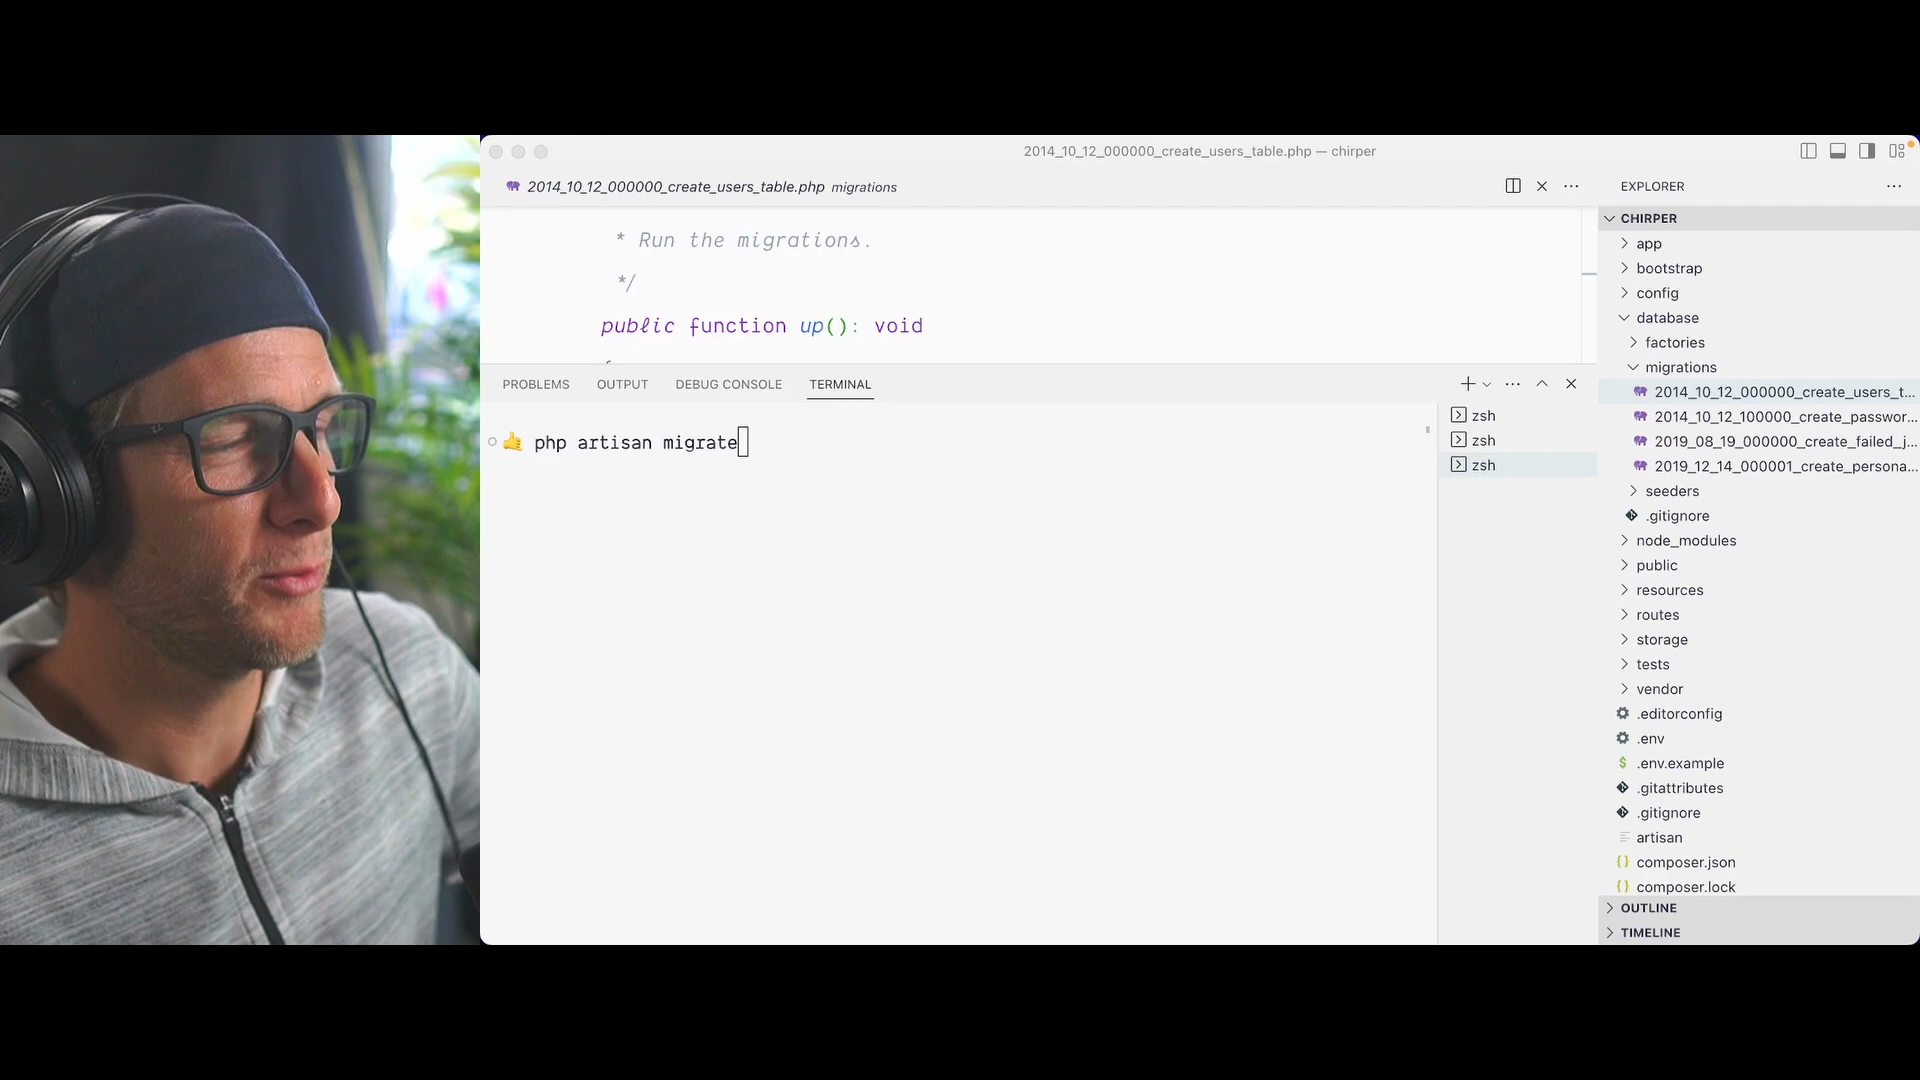 2014_10_12_000000_create_users_table.php — chirper
2014_10_12_000000_create_users_table.php migrations
* Run the migrations.
*/
public function up(): void
{
PROBLEMS
OUTPUT
DEBUG CONSOLE
TERMINAL
php artisan migrate
zsh
zsh
zsh
EXPLORER
CHIRPER
app
bootstrap
config
database
factories
migrations
2014_10_12_000000_create_users_t...
2014_10_12_100000_create_passwor...
2019_08_19_000000_create_failed_j...
2019_12_14_000001_create_persona...
seeders
.gitignore
node_modules
public
resources
routes
storage
tests
vendor
.editorconfig
.env
$ .env.example
.gitattributes
.gitignore
artisan
{} composer.json
{} composer.lock
OUTLINE
TIMELINE